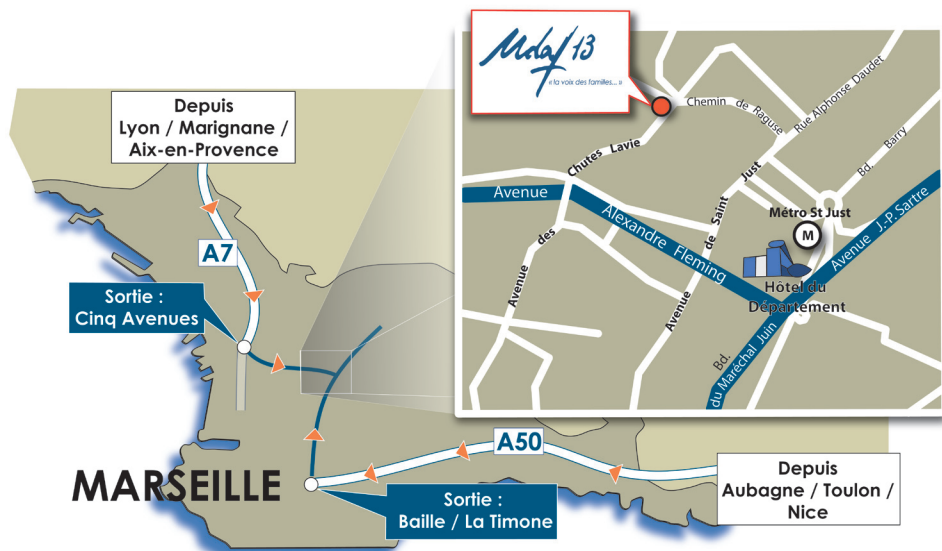 Depuis
Lyon / Marignane /
Aix-en-Provence
A7
Sortie :
Cinq Avenues
MARSEILLE
A50
Sortie :
Baille / La Timone
Depuis
Aubagne / Toulon /
Nice
Udaf 13
« la voix des familles... »
Chemin de Raguse
Rue Alphonse Daudet
Chutes Lavie
Avenue des
Bd. Barry
Avenue
Alexandre Fleming
Avenue de Saint Just
Métro St Just
M
Avenue J.-P. Sartre
Hôtel du
Département
Bd.
du Maréchal Juin